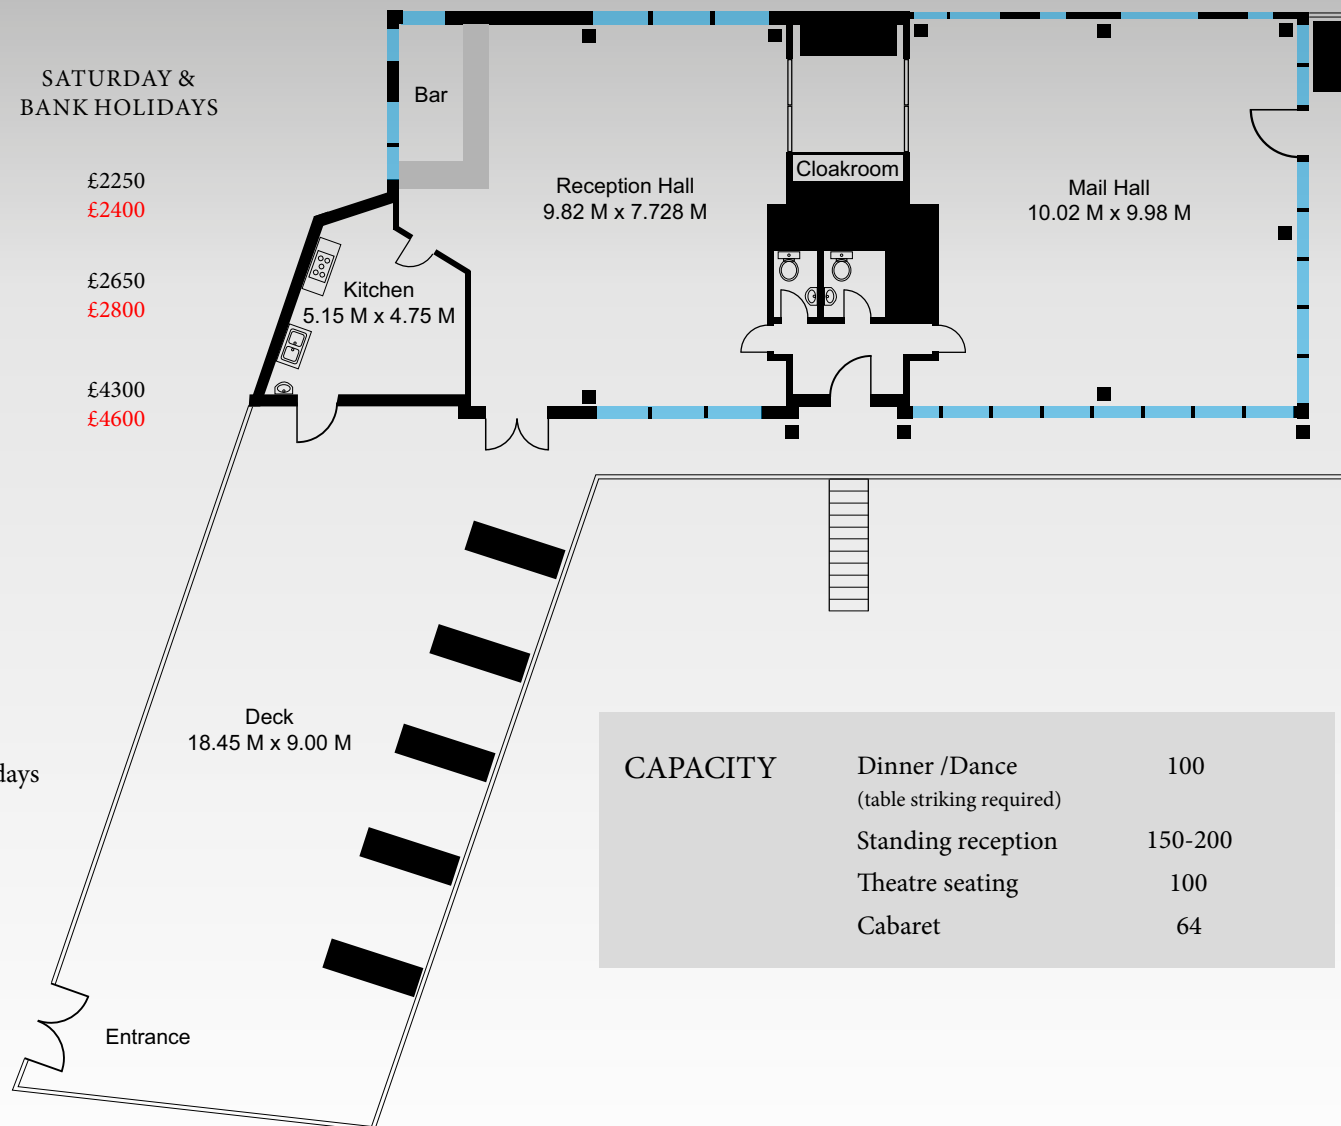 SATURDAY &
BANK HOLIDAYS
£2250
£2400
£2650
£2800
£4300
£4600
Bar
Reception Hall
9.82 M x 7.728 M
Cloakroom
Mail Hall
10.02 M x 9.98 M
Kitchen
5.15 M x 4.75 M
Deck
18.45 M x 9.00 M
Entrance
CAPACITY
Dinner /Dance 100
(table striking required)
Standing reception 150-200
Theatre seating 100
Cabaret 64